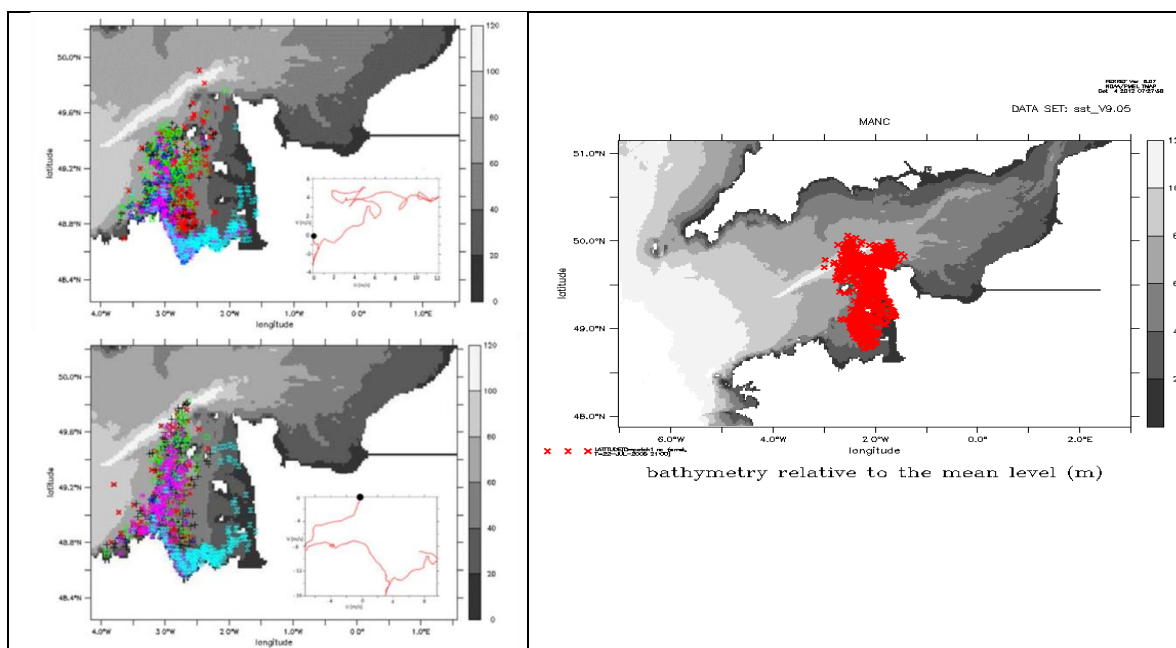 50.0°N
49.6°N
49.2°N
48.8°N
48.4°N
latitude
4.0°W 3.0°W 2.0°W 1.0°W 0.0° 1.0°E
longitude
120
100
80
60
40
20
0
50.0°N
49.6°N
49.2°N
48.8°N
48.4°N
latitude
4.0°W 3.0°W 2.0°W 1.0°W 0.0° 1.0°E
longitude
120
100
80
60
40
20
0
DATA SET: sst_V9.05
MANC
51.0°N
50.0°N
49.0°N
48.0°N
latitude
6.0°W 4.0°W 2.0°W 0.0° 2.0°E
longitude
bathymetry relative to the mean level (m)